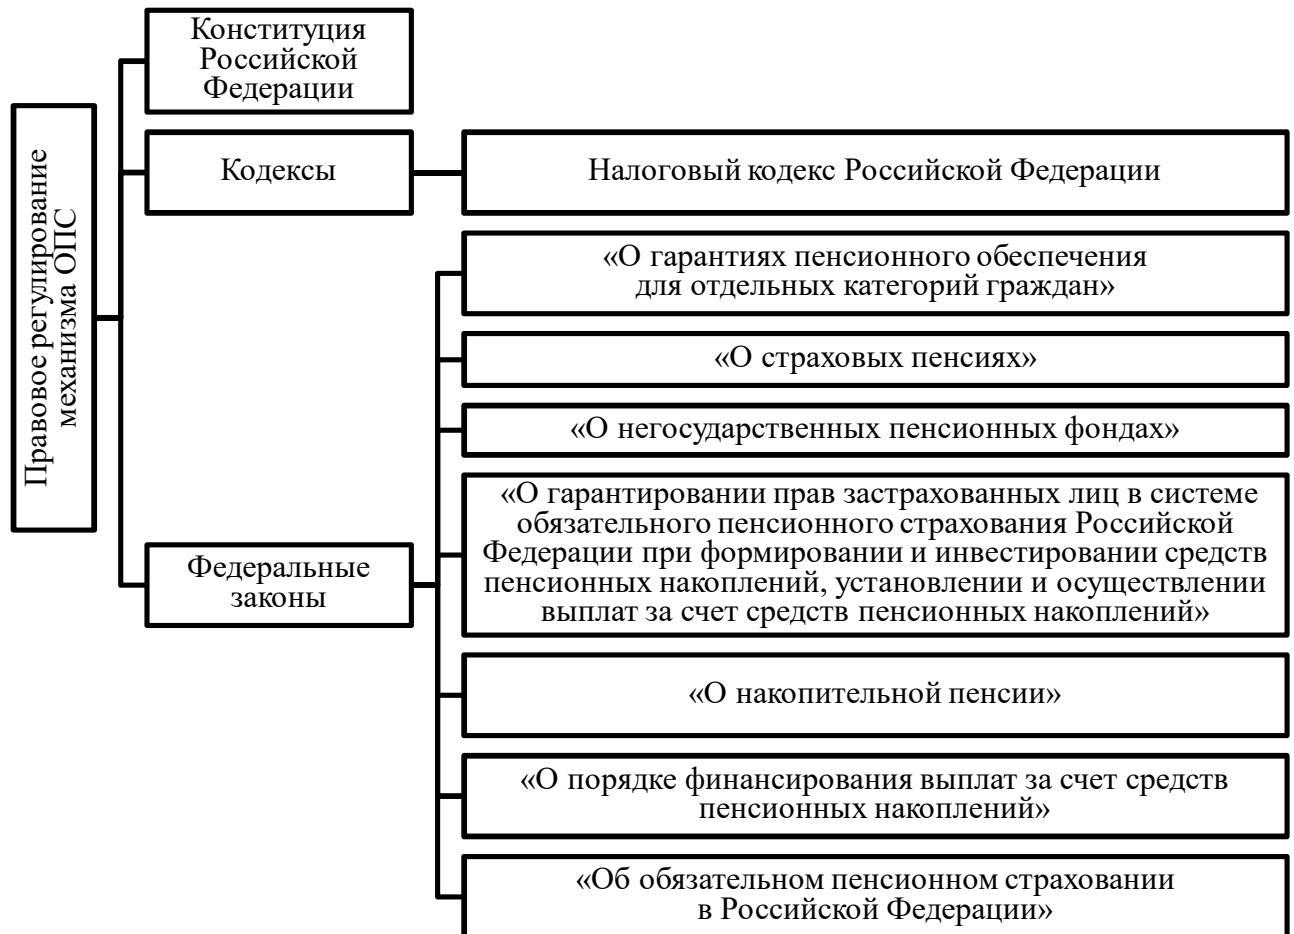 Правовое регулирование
механизма ОПС
Конституция
Российской
Федерации
Кодексы
Налоговый кодекс Российской Федерации
Федеральные
законы
«О гарантиях пенсионного обеспечения
для отдельных категорий граждан»
«О страховых пенсиях»
«О негосударственных пенсионных фондах»
«О гарантировании прав застрахованных лиц в системе
обязательного пенсионного страхования Российской
Федерации при формировании и инвестировании средств
пенсионных накоплений, установлении и осуществлении
выплат за счет средств пенсионных накоплений»
«О накопительной пенсии»
«О порядке финансирования выплат за счет средств
пенсионных накоплений»
«Об обязательном пенсионном страховании
в Российской Федерации»